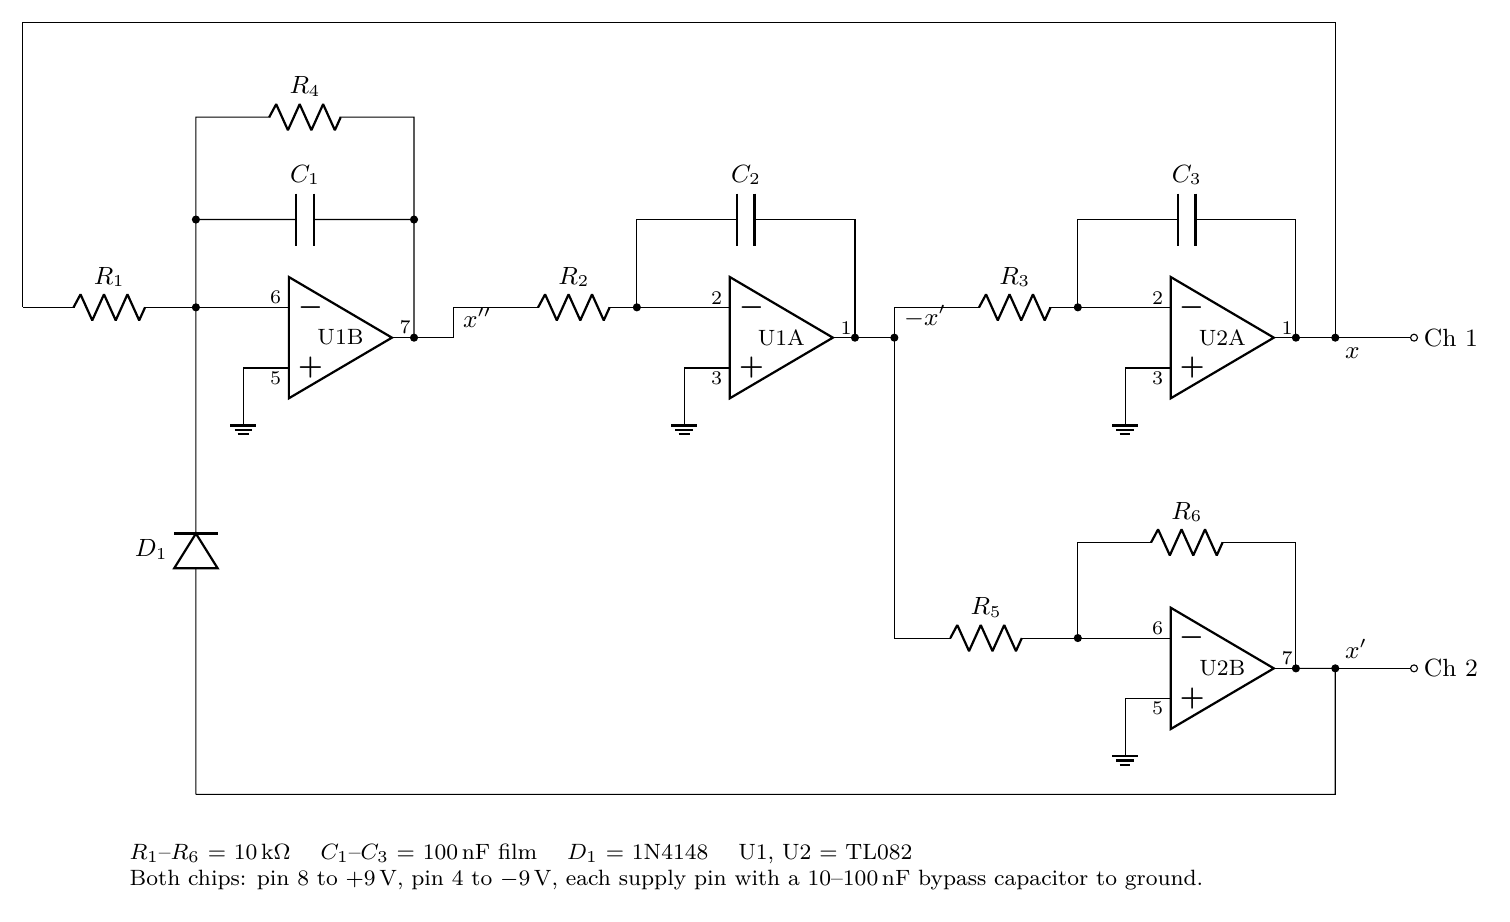 R₄
C₁
C₂
C₃
R₁
6
−
U1B
7
+
5
x″
R₂
2
−
U1A
1
+
3
−x′
R₃
2
−
U2A
1
+
3
x
Ch 1
D₁
R₆
R₅
6
−
U2B
7
+
5
x′
Ch 2
R₁–R₆ = 10 kΩ C₁–C₃ = 100 nF film D₁ = 1N4148 U1, U2 = TL082
Both chips: pin 8 to +9 V, pin 4 to −9 V, each supply pin with a 10–100 nF bypass capacitor to ground.